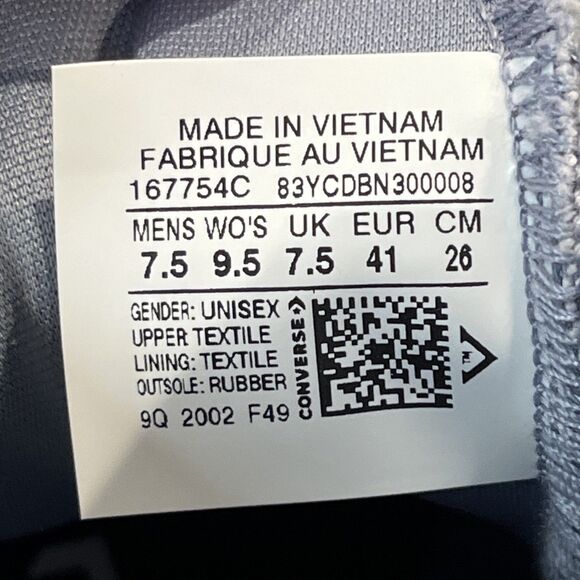 MADE IN VIETNAM
FABRIQUE AU VIETNAM
167754C 83YCDBN300008
MENS WO'S UK EUR CM
7.5 9.5 7.5 41 26
GENDER: UNISEX
UPPER TEXTILE
LINING: TEXTILE
OUTSOLE: RUBBER
9Q 2002 F49
CONVERSE